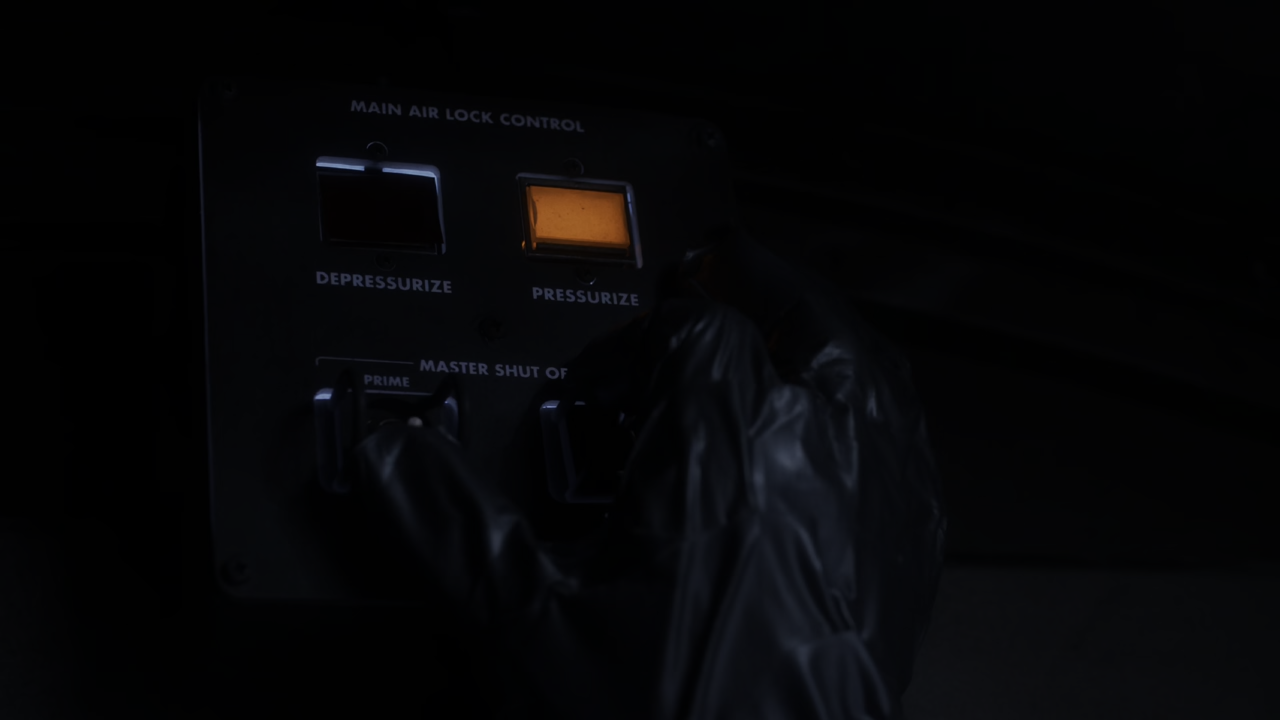 MAIN AIR LOCK CONTROL
DEPRESSURIZE
PRESSURIZE
MASTER SHUT OF
PRIME